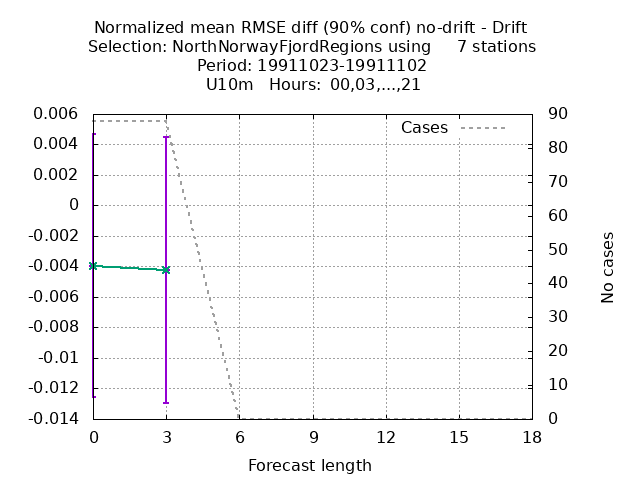 Normalized mean RMSE diff (90% conf) no-drift - Drift
Selection: NorthNorwayFjordRegions using 7 stations
Period: 19911023-19911102
U10m Hours: 00,03,...,21
Cases
0.006
0.004
0.002
0
-0.002
-0.004
-0.006
-0.008
-0.01
-0.012
-0.014
90
80
70
60
50
40
30
20
10
0
No cases
0 3 6 9 12 15 18
Forecast length